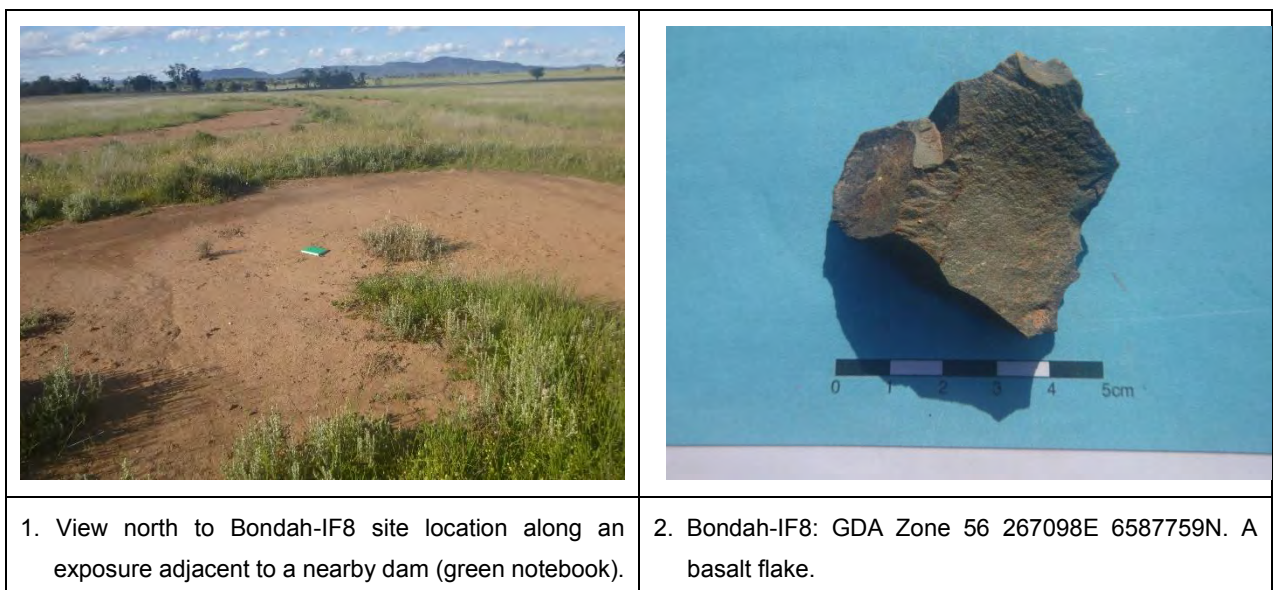 0 1 2 3 4 5cm
1. View north to Bondah-IF8 site location along an
exposure adjacent to a nearby dam (green notebook).
2. Bondah-IF8: GDA Zone 56 267098E 6587759N. A
basalt flake.